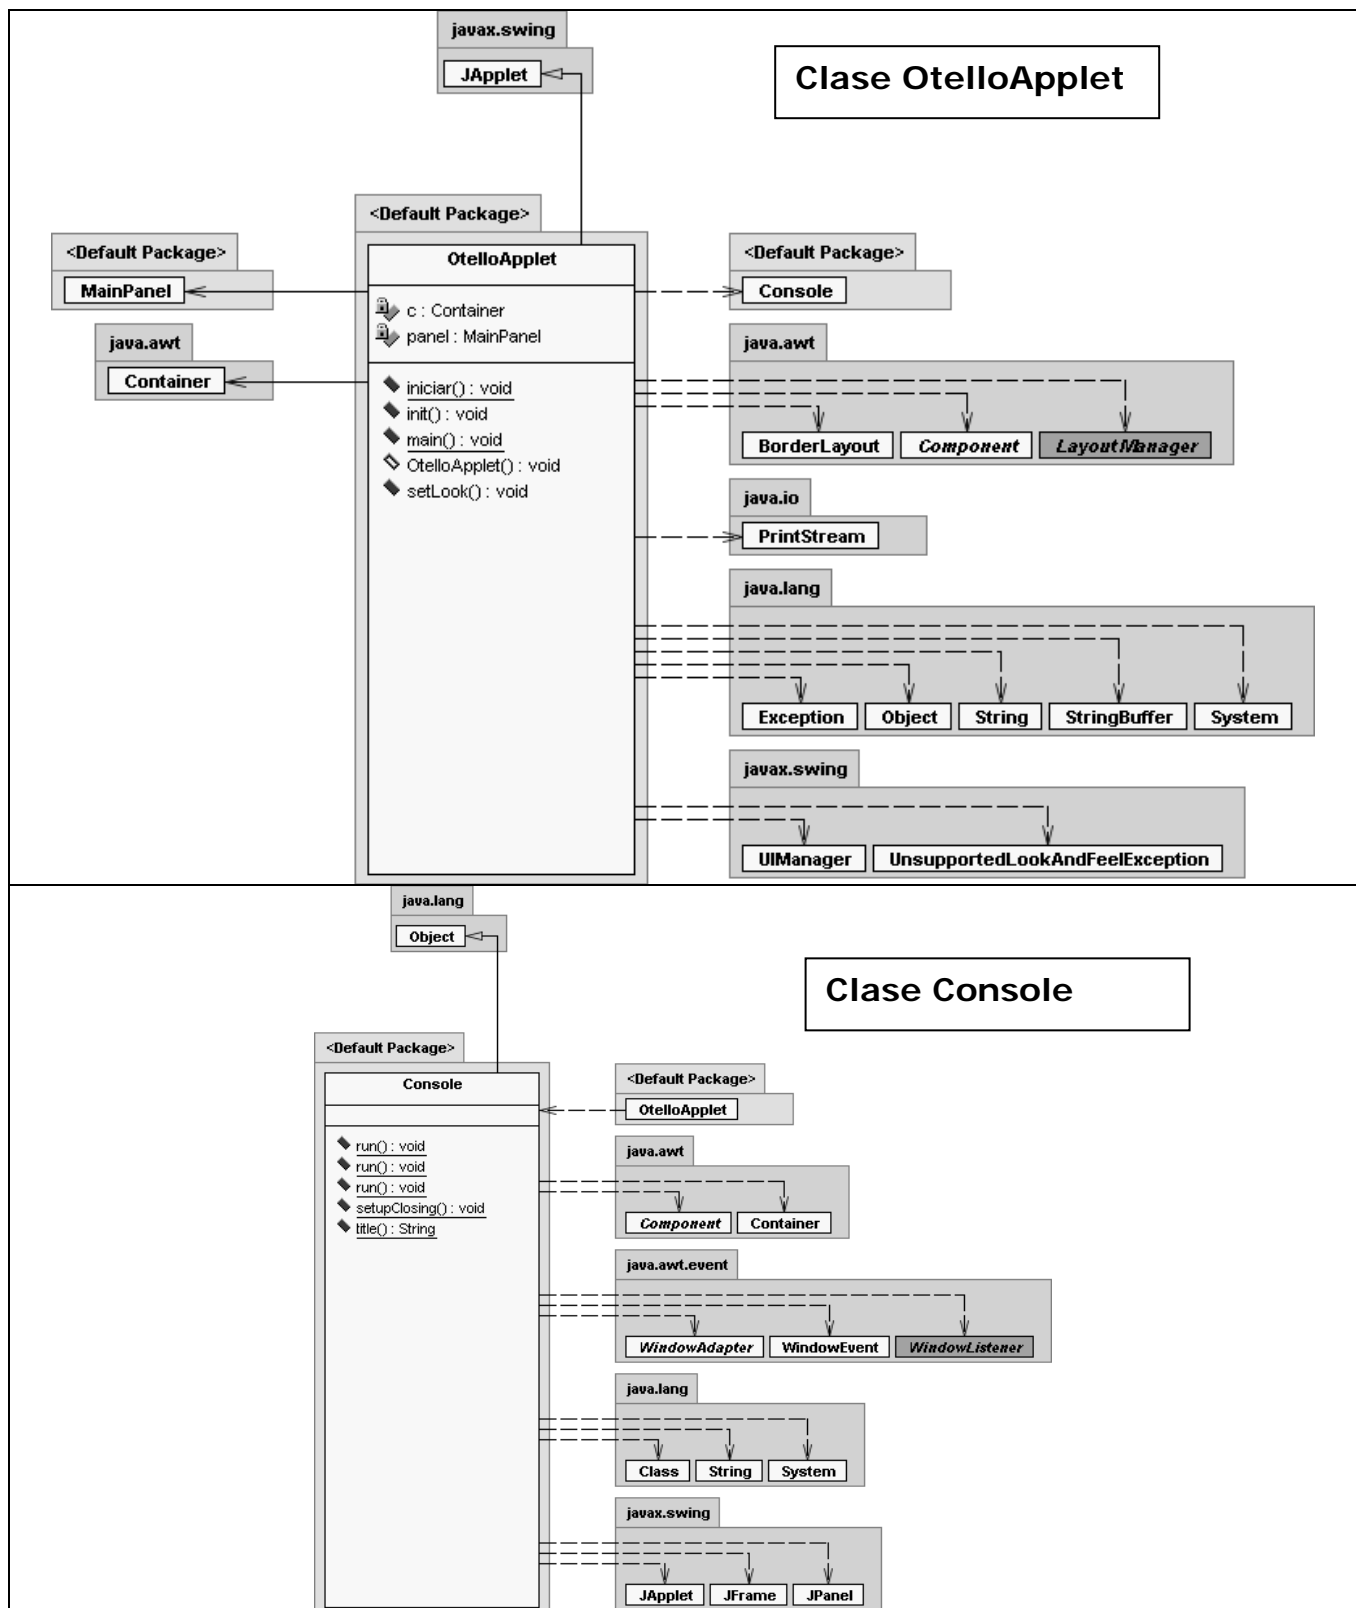 javax.swing
JApplet
Clase OtelloApplet
<Default Package>
OtelloApplet
c : Container
panel : MainPanel
iniciar() : void
init() : void
main() : void
OtelloApplet() : void
setLook() : void
<Default Package>
MainPanel
java.awt
Container
<Default Package>
Console
java.awt
BorderLayout Component LayoutManager
java.io
PrintStream
java.lang
Exception Object String StringBuffer System
javax.swing
UIManager UnsupportedLookAndFeelException
java.lang
Object
Clase Console
<Default Package>
Console
run() : void
run() : void
run() : void
setupClosing() : void
title() : String
<Default Package>
OtelloApplet
java.awt
Component Container
java.awt.event
WindowAdapter WindowEvent WindowListener
java.lang
Class String System
javax.swing
JApplet JFrame JPanel